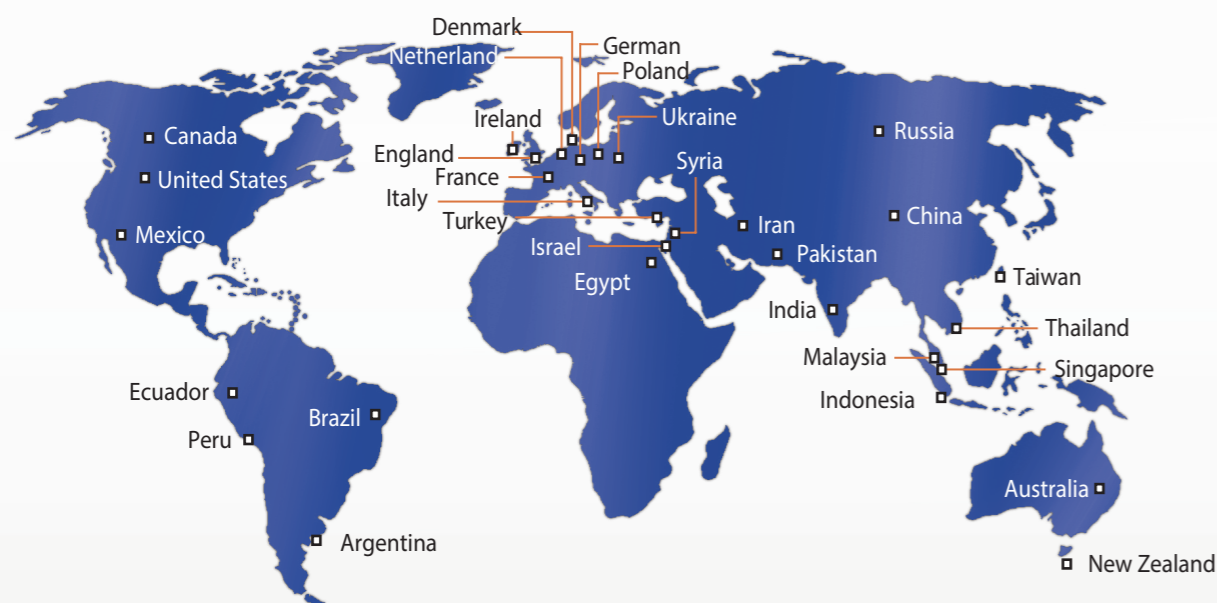 Denmark
Netherland
German
Poland
Ireland
Ukraine
England
France
Italy
Turkey
Syria
Israel
Egypt
Canada
United States
Mexico
Russia
China
Iran
Pakistan
India
Taiwan
Thailand
Malaysia
Singapore
Indonesia
Ecuador
Brazil
Peru
Argentina
Australia
New Zealand